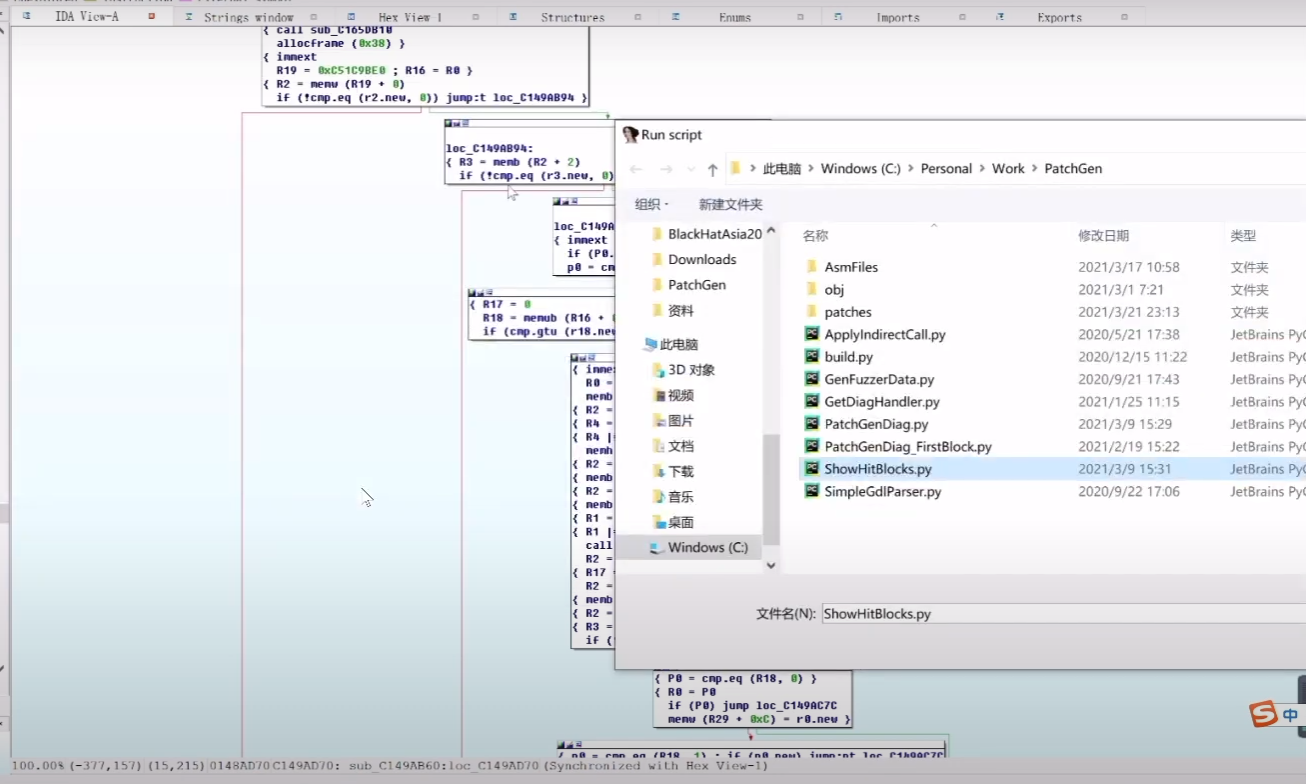 IDA View-A
Strings window
Hex View 1
Structures
Enums
Imports
Exports
{ call sub_C165DB10
allocframe (0x38) }
{ immext
R19 = 0xC51C9BE0 ; R16 = R0 }
{ R2 = memw (R19 + 0)
if (!cmp.eq (r2.new, 0)) jump:t loc_C149AB94 }
loc_C149AB94:
{ R3 = memb (R2 + 2)
if (!cmp.eq (r3.new, 0)
loc_C149A
{ immext
if (P0.
p0 = cm
{ R17 = 0
R18 = memub (R16 +
if (cmp.gtu (r18.new
{ immex
R0 =
memb
{ R2 =
{ R4 =
{ R4 |
memh
{ R2 =
{ memb
{ R2 =
{ memb
{ R1 =
{ R1 |
call
R2 =
{ R17
R2 =
{ memb
{ R2 =
{ R3 =
if (
{ P0 = cmp.eq (R18, 0) }
{ R0 = P0
if (P0) jump loc_C149AC7C
memw (R29 + 0xC) = r0.new }
{ p0 = cmp.eq (R18, 1) ; if (p0.new) jump:nt loc_C149AC7C
100.00% (-377,157) (15,215) 0148AD70 C149AD70: sub_C149AB60:loc_C149AD70 (Synchronized with Hex View-1)
Run script
此电脑 > Windows (C:) > Personal > Work > PatchGen
组织
新建文件夹
BlackHatAsia20
Downloads
PatchGen
资料
此电脑
3D 对象
视频
图片
文档
下载
音乐
桌面
Windows (C:)
名称 修改日期 类型
AsmFiles 2021/3/17 10:58 文件夹
obj 2021/3/1 7:21 文件夹
patches 2021/3/21 23:13 文件夹
ApplyIndirectCall.py 2020/5/21 17:38 JetBrains PyC
build.py 2020/12/15 11:22 JetBrains PyC
GenFuzzerData.py 2020/9/21 17:43 JetBrains PyC
GetDiagHandler.py 2021/1/25 11:15 JetBrains PyC
PatchGenDiag.py 2021/3/9 15:29 JetBrains PyC
PatchGenDiag_FirstBlock.py 2021/2/19 15:22 JetBrains PyC
ShowHitBlocks.py 2021/3/9 15:31 JetBrains PyC
SimpleGdlParser.py 2020/9/22 17:06 JetBrains PyC
文件名(N): ShowHitBlocks.py
S 中